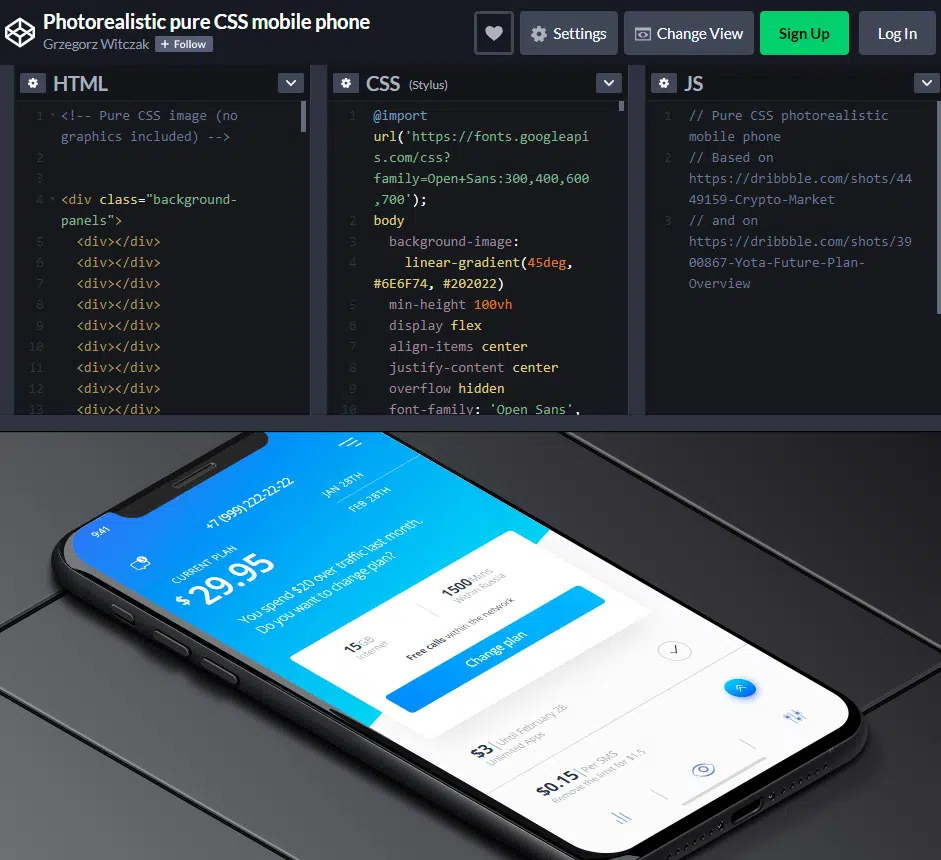 Photorealistic pure CSS mobile phone
Grzegorz Witczak + Follow
Settings
Change View
Sign Up
Log In
HTML
1 <!-- Pure CSS image (no
graphics included) -->
2
3
4 <div class="background-
panels">
5 <div></div>
6 <div></div>
7 <div></div>
8 <div></div>
9 <div></div>
10 <div></div>
11 <div></div>
12 <div></div>
13 <div></div>
CSS (Stylus)
1 @import
url('https://fonts.googleapi
s.com/css?
family=Open+Sans:300,400,600
,700');
2 body
3 background-image:
4 linear-gradient(45deg,
#6E6F74, #202022)
5 min-height 100vh
6 display flex
7 align-items center
8 justify-content center
9 overflow hidden
10 font-family: 'Open Sans',
JS
1 // Pure CSS photorealistic
mobile phone
2 // Based on
https://dribbble.com/shots/44
49159-Crypto-Market
3 // and on
https://dribbble.com/shots/39
00867-Yota-Future-Plan-
Overview
9:41
+7 (999) 222-22-22
JAN 28TH
FEB 28TH
CURRENT PLAN
$ 29.95
You spend $20 over traffic last month.
Do you want to change plan?
15GB
Internet
1500Mins
Within Russia
Free calls within the network
Change plan
$3 | Until February 28
Unlimited Apps
$0.15 | Per SMS
Remove the limit for $1.5